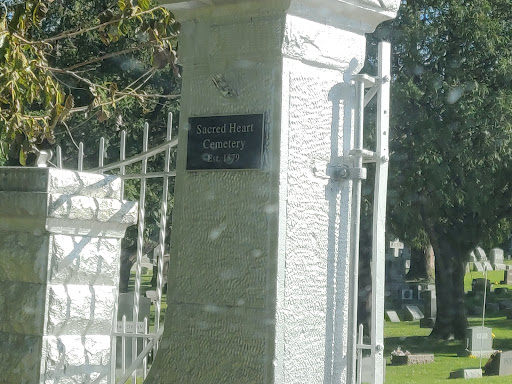 Sacred Heart
Cemetery
Est. 1879